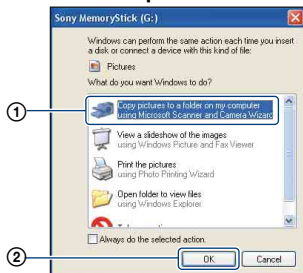 Sony MemoryStick (G:)
Windows can perform the same action each time you insert
a disk or connect a device with this kind of file:
Pictures
What do you want Windows to do?
① Copy pictures to a folder on my computer
using Microsoft Scanner and Camera Wizard
View a slideshow of the images
using Windows Picture and Fax Viewer
Print the pictures
using Photo Printing Wizard
Open folder to view files
using Windows Explorer
Always do the selected action.
② OK Cancel